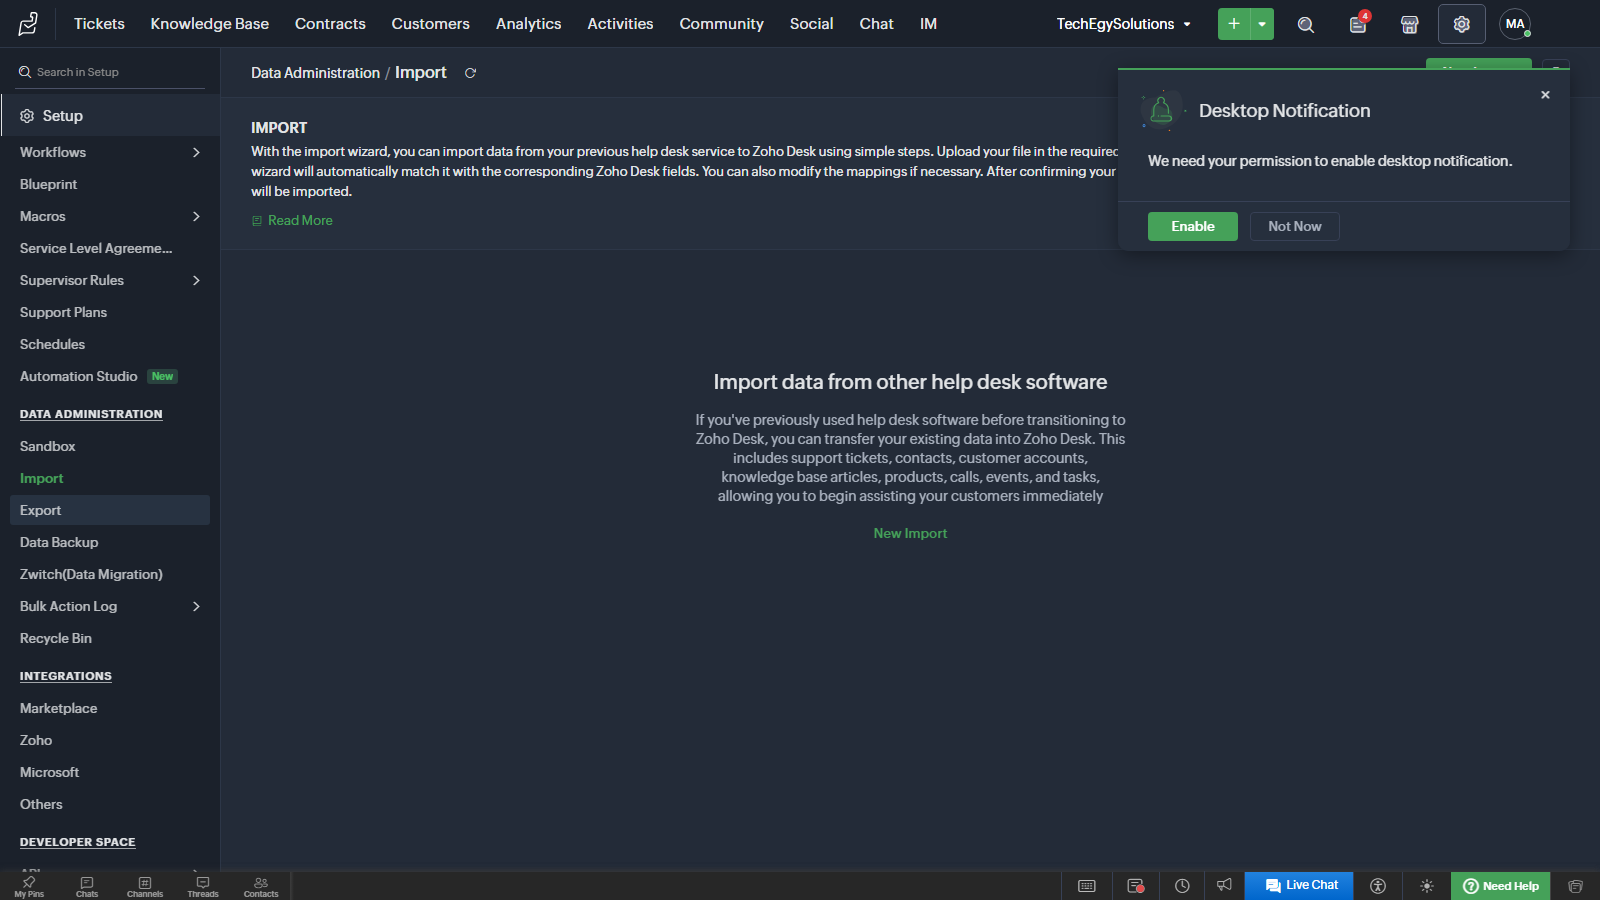 Tickets
Knowledge Base
Contracts
Customers
Analytics
Activities
Community
Social
Chat
IM
TechEgySolutions
4
MA
Search in Setup
Setup
Workflows
Blueprint
Macros
Service Level Agreeme...
Supervisor Rules
Support Plans
Schedules
Automation Studio New
DATA ADMINISTRATION
Sandbox
Import
Export
Data Backup
Zwitch(Data Migration)
Bulk Action Log
Recycle Bin
INTEGRATIONS
Marketplace
Zoho
Microsoft
Others
DEVELOPER SPACE
Data Administration / Import
IMPORT
With the import wizard, you can import data from your previous help desk service to Zoho Desk using simple steps. Upload your file in the required
wizard will automatically match it with the corresponding Zoho Desk fields. You can also modify the mappings if necessary. After confirming your
will be imported.
Read More
Desktop Notification
We need your permission to enable desktop notification.
Enable
Not Now
Import data from other help desk software
If you've previously used help desk software before transitioning to
Zoho Desk, you can transfer your existing data into Zoho Desk. This
includes support tickets, contacts, customer accounts,
knowledge base articles, products, calls, events, and tasks,
allowing you to begin assisting your customers immediately
New Import
My Pins
Chats
Channels
Threads
Contacts
Live Chat
Need Help